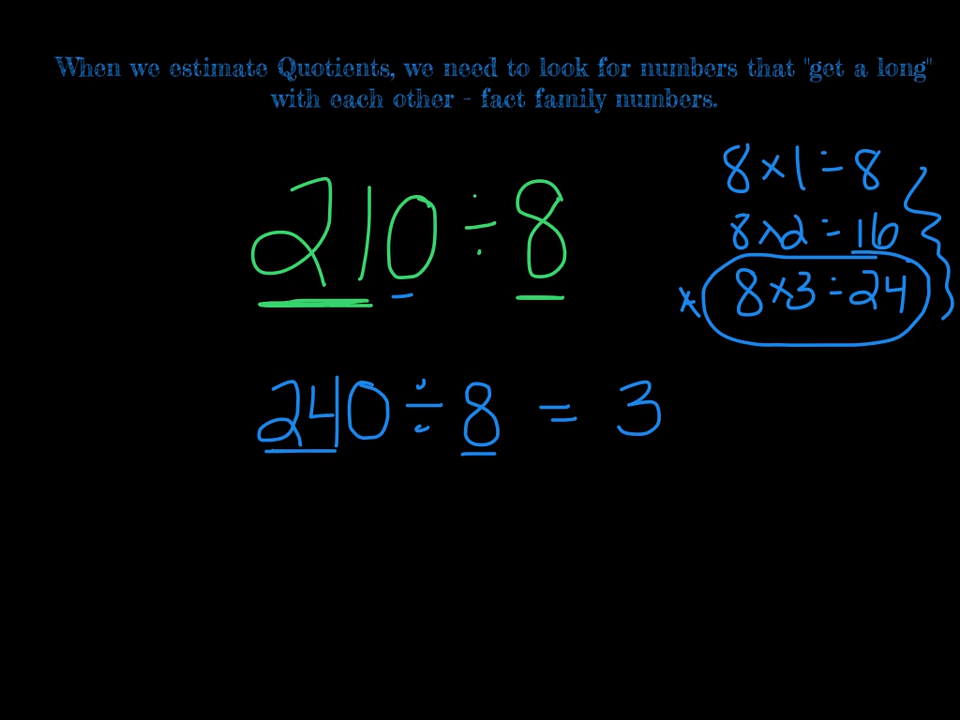 When we estimate Quotients, we need to look for numbers that "get a long"
with each other - fact family numbers.
210 ÷ 8
8 x 1 = 8
8 x 2 = 16
* 8 x 3 = 24
240 ÷ 8 = 3